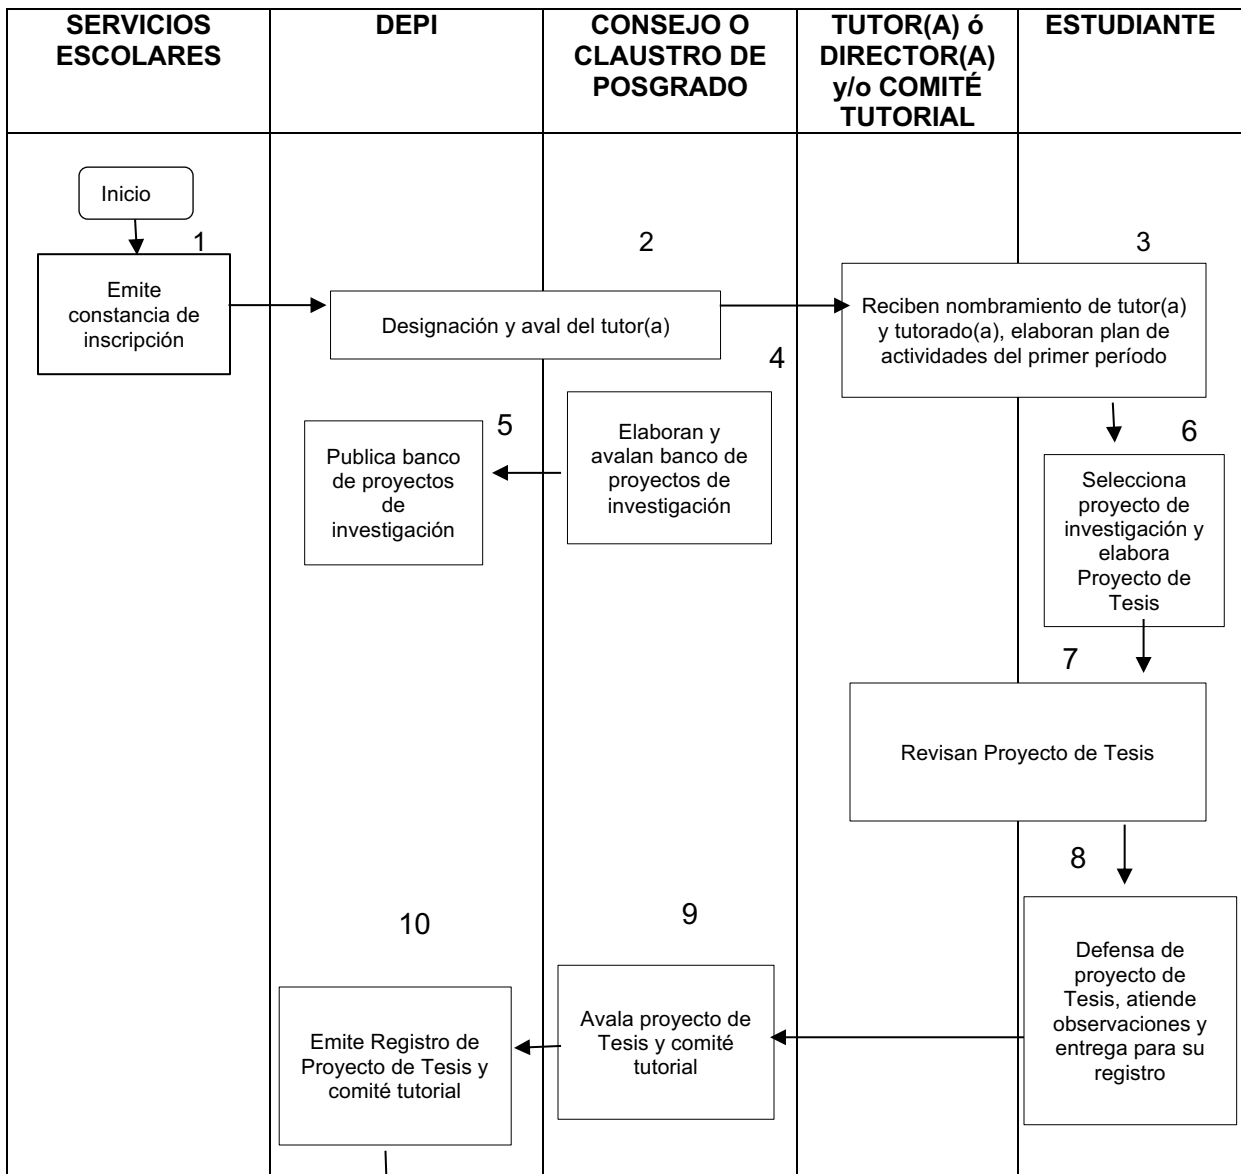 SERVICIOS
ESCOLARES
DEPI
CONSEJO O
CLAUSTRO DE
POSGRADO
TUTOR(A) ó
DIRECTOR(A)
y/o COMITÉ
TUTORIAL
ESTUDIANTE
Inicio
1
Emite
constancia de
inscripción
2
Designación y aval del tutor(a)
3
Reciben nombramiento de tutor(a)
y tutorado(a), elaboran plan de
actividades del primer período
4
Elaboran y
avalan banco de
proyectos de
investigación
5
Publica banco
de proyectos
de
investigación
6
Selecciona
proyecto de
investigación y
elabora
Proyecto de
Tesis
7
Revisan Proyecto de Tesis
8
Defensa de
proyecto de
Tesis, atiende
observaciones y
entrega para su
registro
9
Avala proyecto de
Tesis y comité
tutorial
10
Emite Registro de
Proyecto de Tesis y
comité tutorial